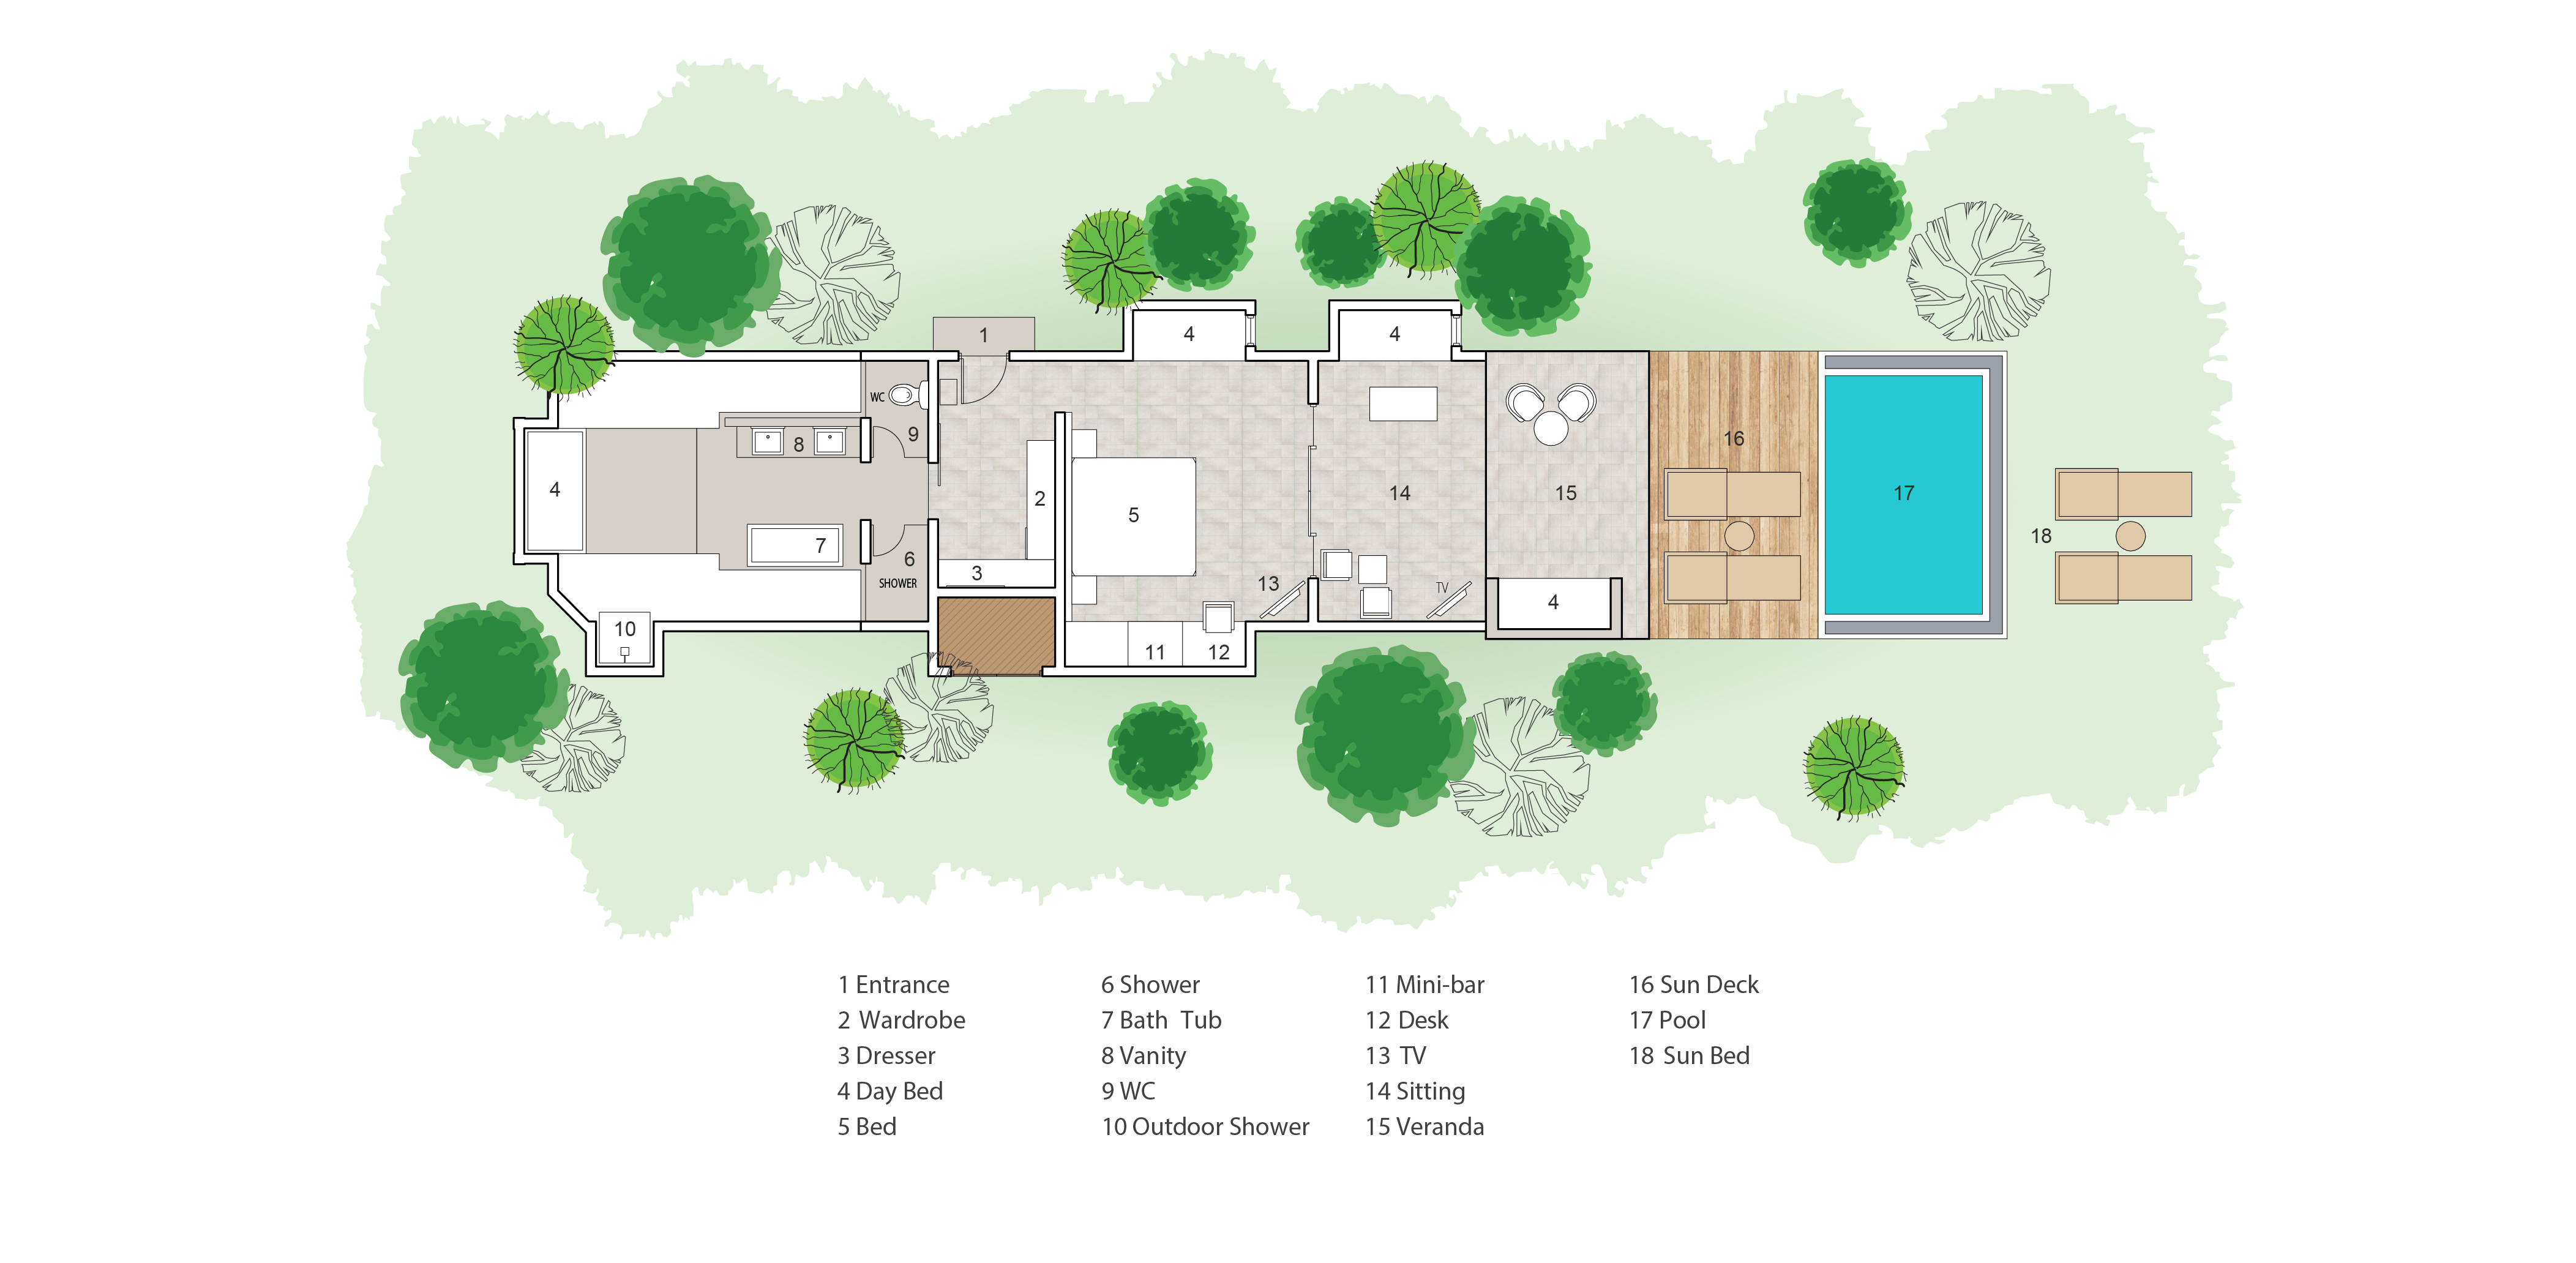 1
4
4
WC
9
8
4
2
16
14
15
17
5
18
7
6
SHOWER
3
13
TV
4
10
11
12
1 Entrance
2 Wardrobe
3 Dresser
4 Day Bed
5 Bed
6 Shower
7 Bath Tub
8 Vanity
9 WC
10 Outdoor Shower
11 Mini-bar
12 Desk
13 TV
14 Sitting
15 Veranda
16 Sun Deck
17 Pool
18 Sun Bed